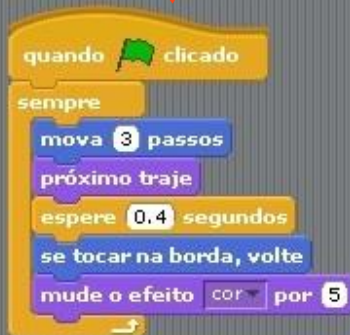 quando clicado
sempre
mova 3 passos
próximo traje
espere 0.4 segundos
se tocar na borda, volte
mude o efeito cor por 5